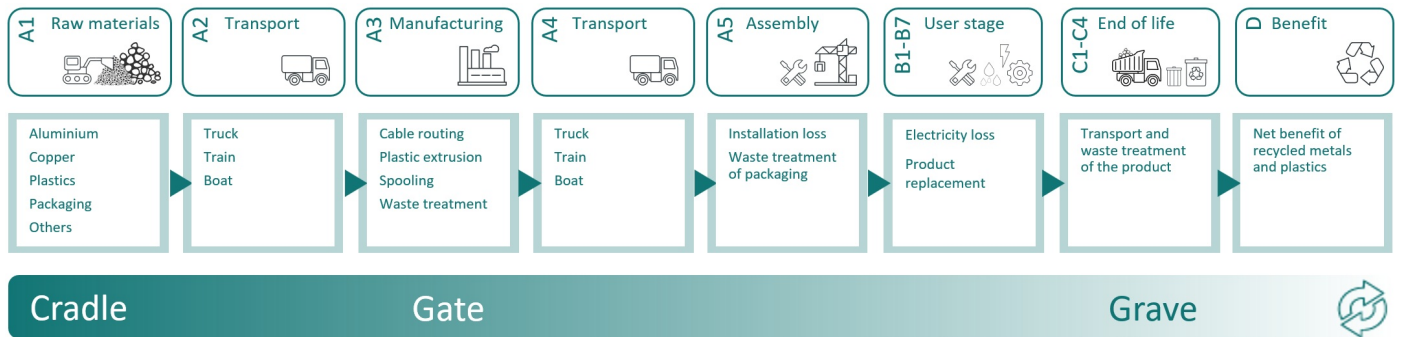 A1 Raw materials
A2 Transport
A3 Manufacturing
A4 Transport
A5 Assembly
B1-B7 User stage
C1-C4 End of life
D Benefit
Aluminium
Copper
Plastics
Packaging
Others
Truck
Train
Boat
Cable routing
Plastic extrusion
Spooling
Waste treatment
Truck
Train
Boat
Installation loss
Waste treatment
of packaging
Electricity loss
Product
replacement
Transport and
waste treatment
of the product
Net benefit of
recycled metals
and plastics
Cradle
Gate
Grave